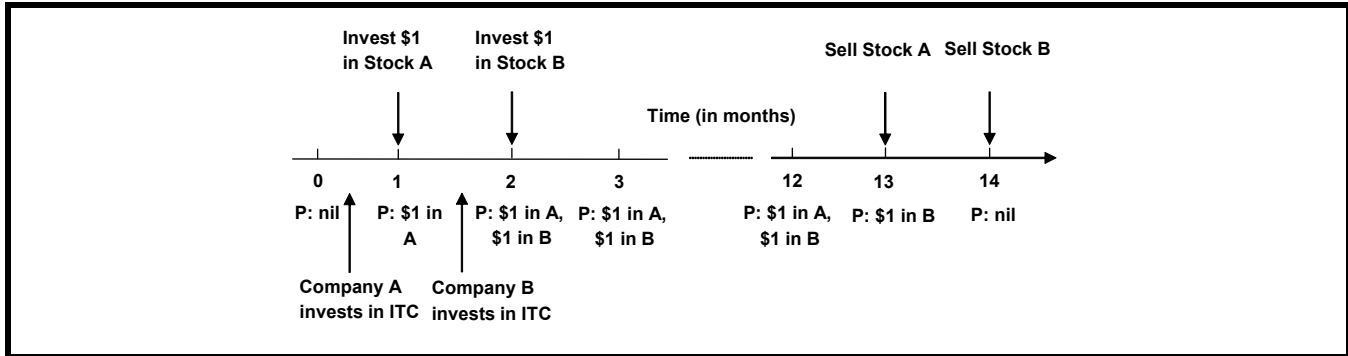 Invest $1
in Stock A
Invest $1
in Stock B
Sell Stock A
Sell Stock B
Time (in months)
0
1
2
3
12
13
14
P: nil
P: $1 in
A
P: $1 in A,
$1 in B
P: $1 in A,
$1 in B
P: $1 in A,
$1 in B
P: $1 in B
P: nil
Company A
invests in ITC
Company B
invests in ITC